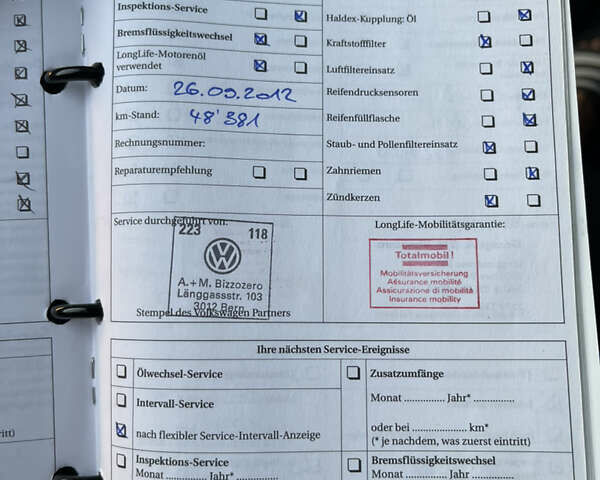 Inspektions-Service
Bremsflüssigkeitswechsel
LongLife-Motorenöl
verwendet
Datum: 26.09.2012
km-Stand: 48'381
Rechnungsnummer:
Reparaturempfehlung
Haldex-Kupplung: Öl
Kraftstofffilter
Luftfiltereinsatz
Reifendrucksensoren
Reifenfüllflasche
Staub- und Pollenfiltereinsatz
Zahnriemen
Zündkerzen
Service durchgeführt von:
223 118
A.+M. Bizzozero
Länggassstr. 103
3012 Bern
Stempel des Volkswagen Partners
LongLife-Mobilitätsgarantie:
Totalmobil!
Mobilitätsversicherung
Assurance mobilité
Assicurazione di mobilità
Insurance mobility
Ihre nächsten Service-Ereignisse
Ölwechsel-Service
Intervall-Service
nach flexibler Service-Intervall-Anzeige
Inspektions-Service
Monat .............. Jahr*..............
Zusatzumfänge
Monat .............. Jahr* ..............
oder bei .................... km*
(* je nachdem, was zuerst eintritt)
Bremsflüssigkeitswechsel
Monat .............. Jahr ..............
ritt)